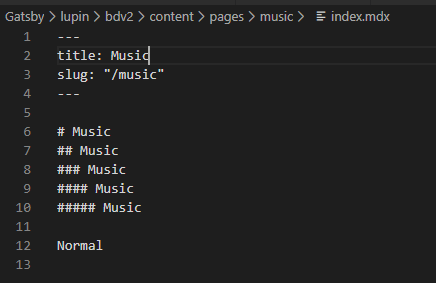 Gatsby > lupin > bdv2 > content > pages > music > index.mdx
1 ---
2 title: Music
3 slug: "/music"
4 ---
5
6 # Music
7 ## Music
8 ### Music
9 #### Music
10 ##### Music
11
12 Normal
13